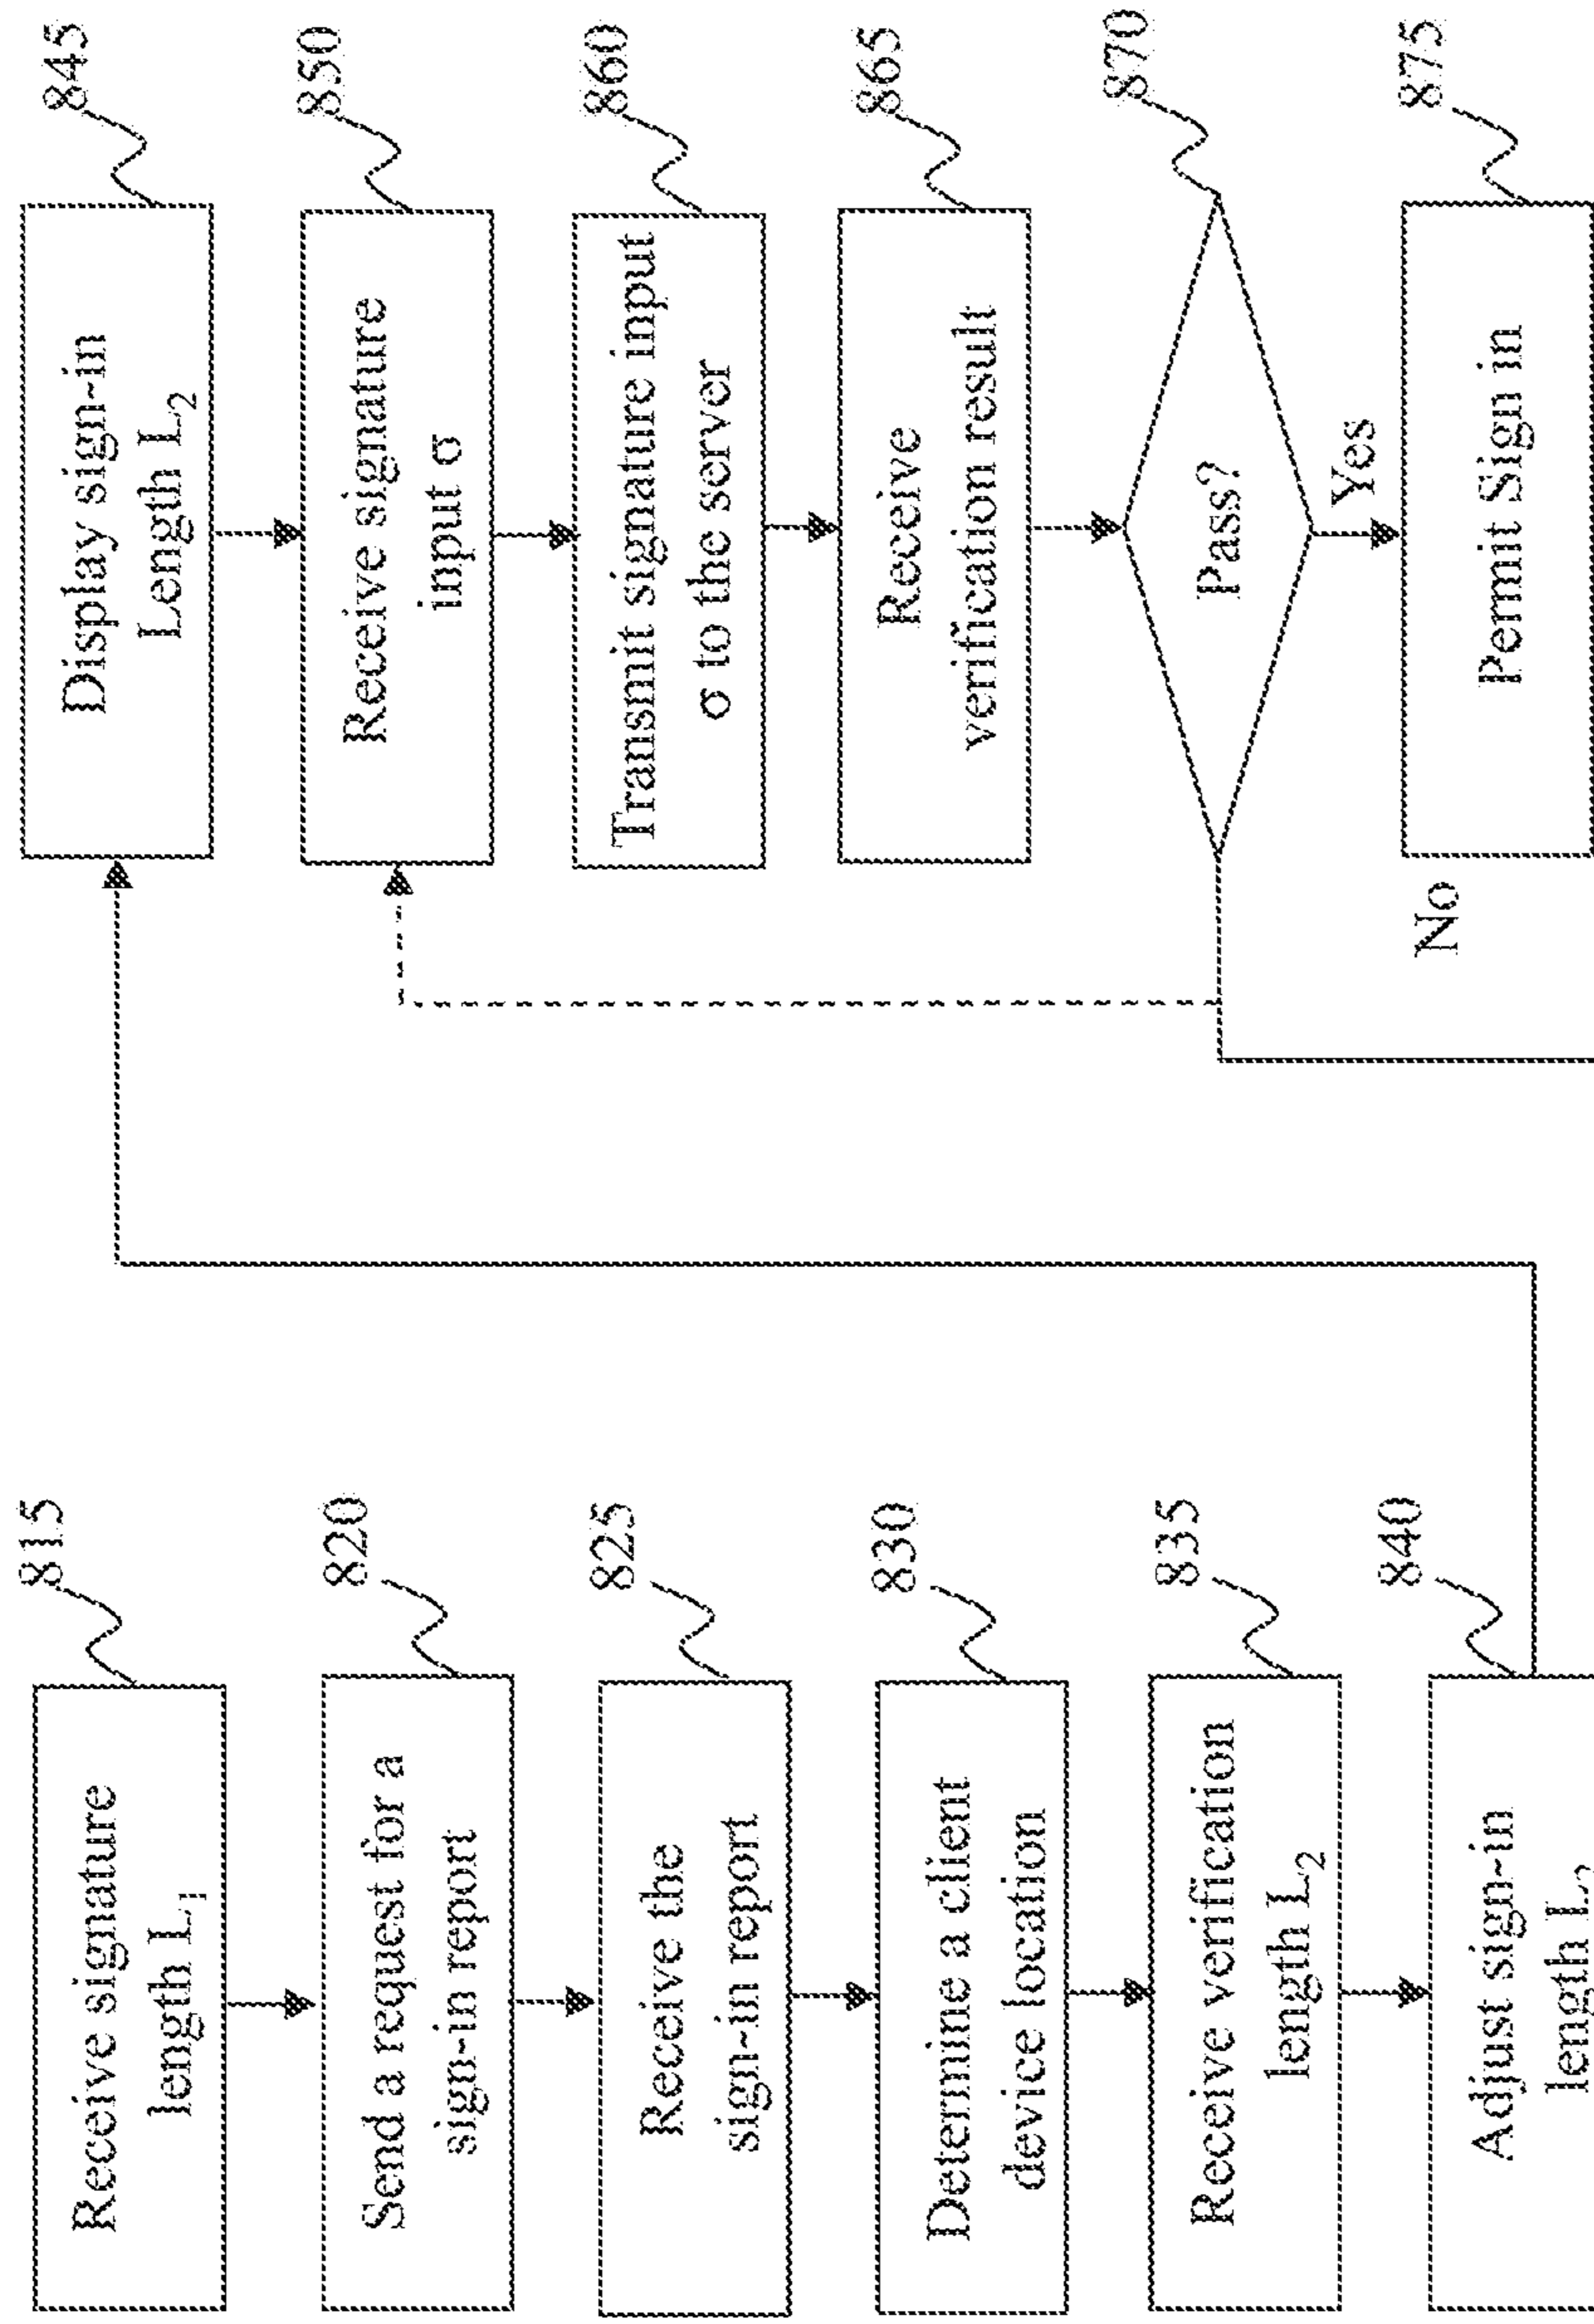 815
Receive signature
length L₁
820
Send a request for a
sign-in report
825
Receive the
sign-in report
830
Determine a client
device location
835
Receive verification
length L₂
840
Adjust sign-in
length L₂
845
Display sign-in
Length L₂
850
Receive signature
input σ
860
Transmit signature input
σ to the server
865
Receive
verification result
870
Pass?
Yes
No
875
Permit Sign in